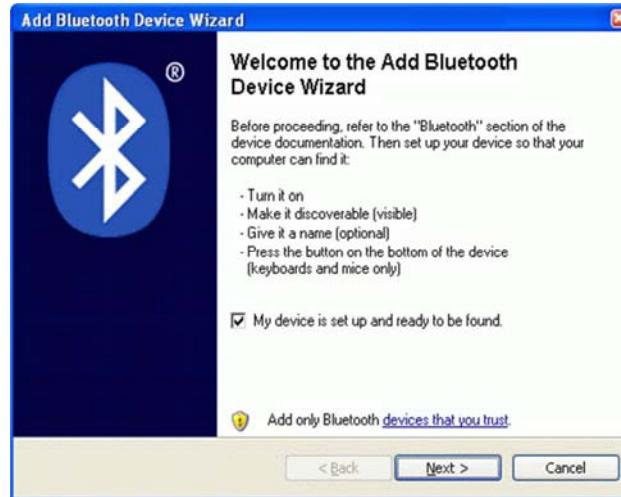 Add Bluetooth Device Wizard
®
Welcome to the Add Bluetooth
Device Wizard
Before proceeding, refer to the "Bluetooth" section of the
device documentation. Then set up your device so that your
computer can find it:
- Turn it on
- Make it discoverable (visible)
- Give it a name (optional)
- Press the button on the bottom of the device
(keyboards and mice only)
My device is set up and ready to be found.
Add only Bluetooth devices that you trust.
< Back Next > Cancel